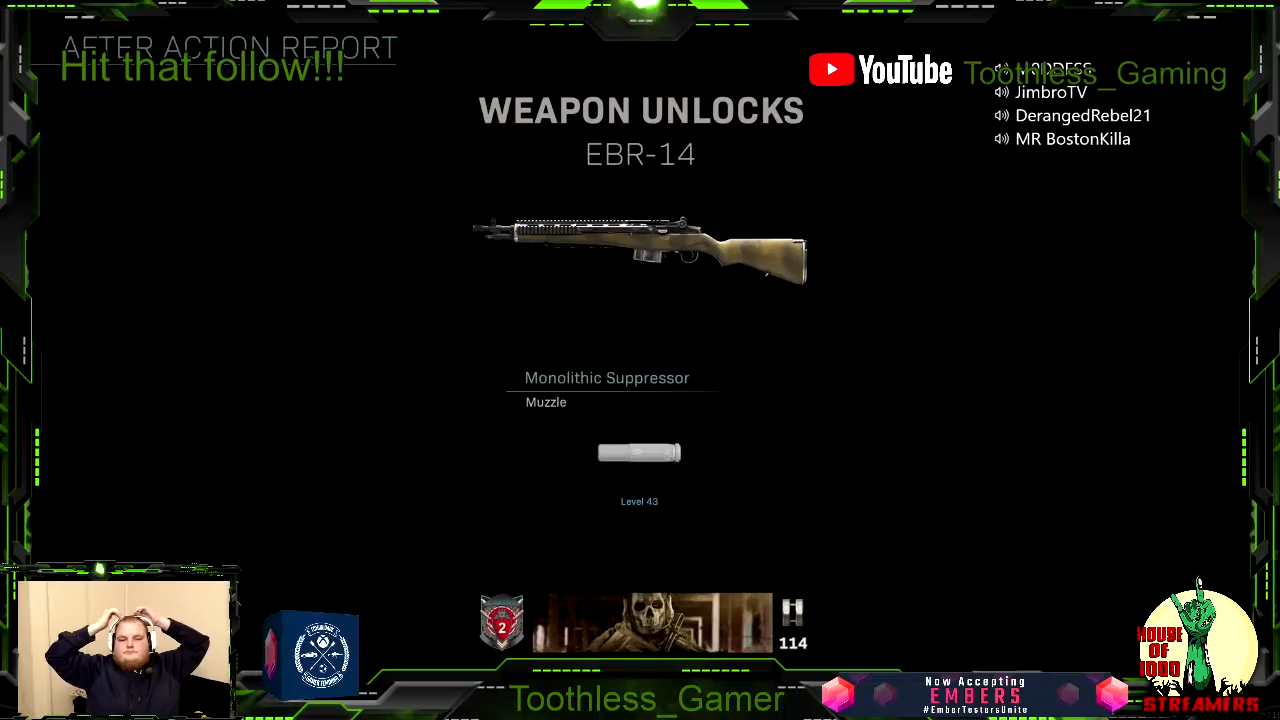 AFTER ACTION REPORT
Hit that follow!!!
YouTube
Toothless_Gaming
JimbroTV
DerangedRebel21
MR BostonKilla
WEAPON UNLOCKS
EBR-14
Monolithic Suppressor
Muzzle
Level 43
2
114
Toothless_Gamer
Now Accepting
EMBERS
#EmberTestersUnite
HOUSE
OF
1000
STREAMERS